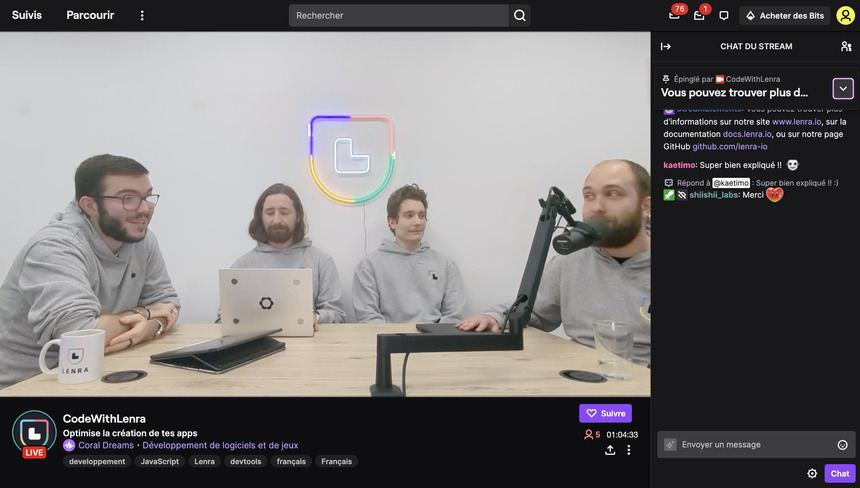 Suivis
Parcourir
Rechercher
76
1
Acheter des Bits
CHAT DU STREAM
Épinglé par CodeWithLenra
Vous pouvez trouver plus d...
StreamElements: Vous pouvez trouver plus
d'informations sur notre site www.lenra.io, sur la
documentation docs.lenra.io, ou sur notre page
GitHub github.com/lenra-io
kaetimo: Super bien expliqué !!
Répond à @kaetimo : Super bien expliqué !! :)
shiishii_labs: Merci
LENRA
CodeWithLenra
Optimise la création de tes apps
Coral Dreams • Développement de logiciels et de jeux
developpement
JavaScript
Lenra
devtools
français
Français
LIVE
Suivre
5
01:04:33
Envoyer un message
Chat